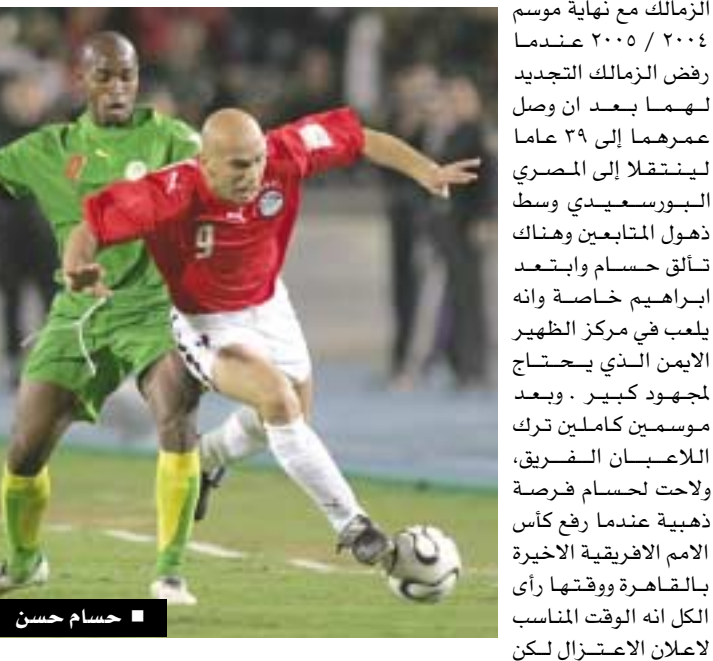 الزمالك مع نهاية موسم
٢٠٠٤ / ٢٠٠٥ عندما
رفض الزمالك التجديد
لهما بعد ان وصل
عمرهما إلى ٣٩ عاما
لينتقلا إلى المصري
البورسعيدي وسط
ذهول المتابعين وهناك
تألق حسام وابتعد
ابراهيم خاصة وانه
يلعب في مركز الظهير
الايمن الذي يحتاج
لمجهود كبير . وبعد
موسمين كاملين ترك
اللاعبان الفريق،
ولاحت لحسام فرصة
ذهبية عندما رفع كأس
الامم الافريقية الاخيرة
بالقاهرة ووقتها رأى
الكل انه الوقت المناسب
لاعلان الاعتزال لكن
9
■ حسام حسن